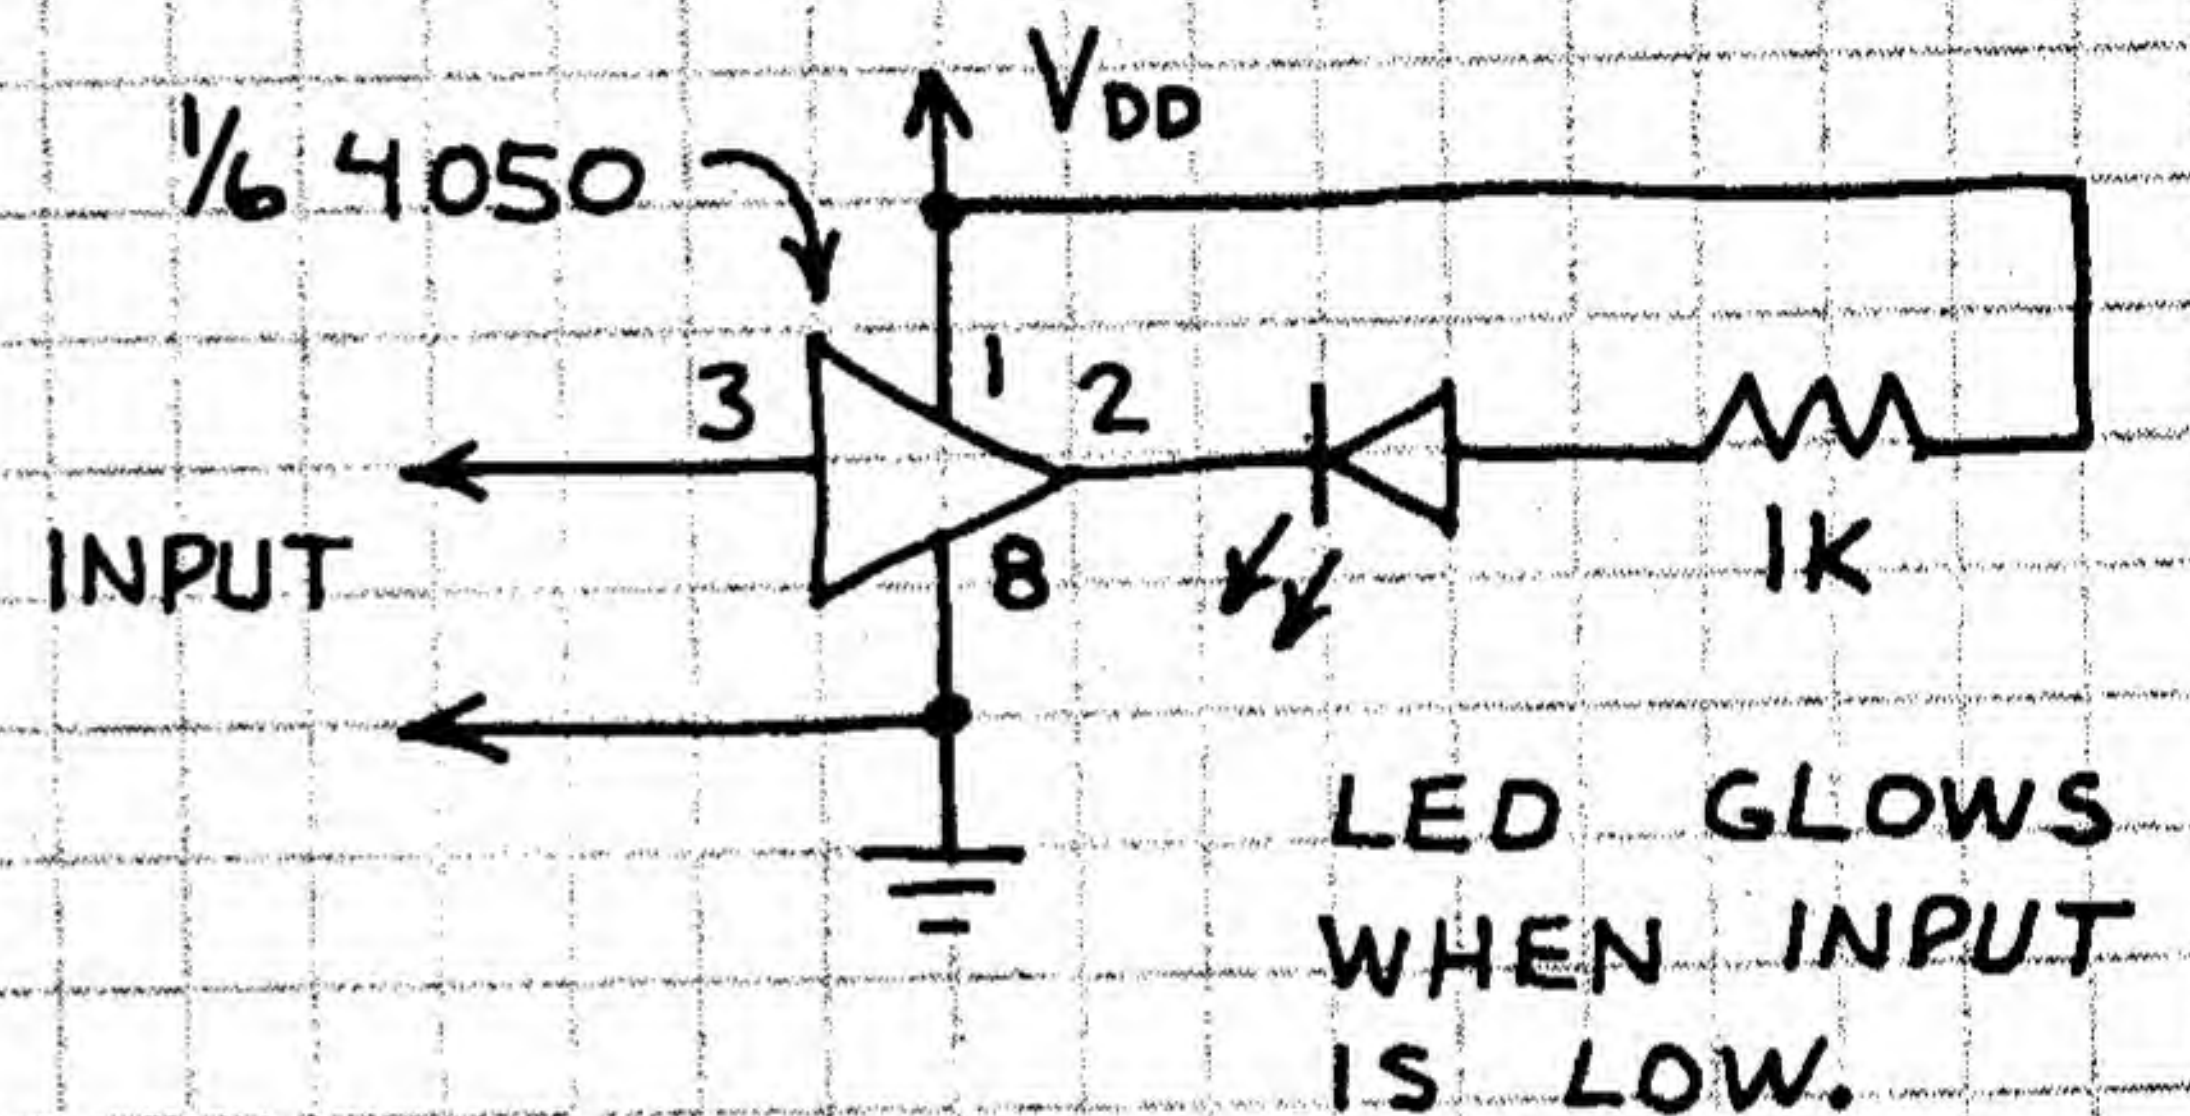 VDD
1/6 4050
1
3
2
INPUT
8
1K
LED GLOWS
WHEN INPUT
IS LOW.